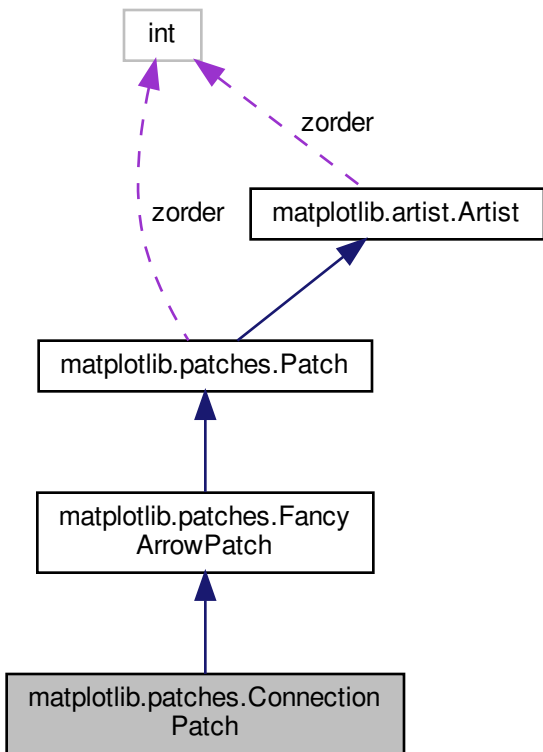 int
zorder
matplotlib.artist.Artist
zorder
matplotlib.patches.Patch
matplotlib.patches.Fancy
ArrowPatch
matplotlib.patches.Connection
Patch